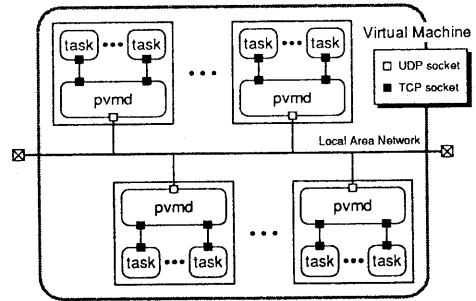 task ••• task
task ••• task
Virtual Machine
UDP socket
TCP socket
•••
pvmd
pvmd
Local Area Network
pvmd
pvmd
•••
task ••• task
task ••• task